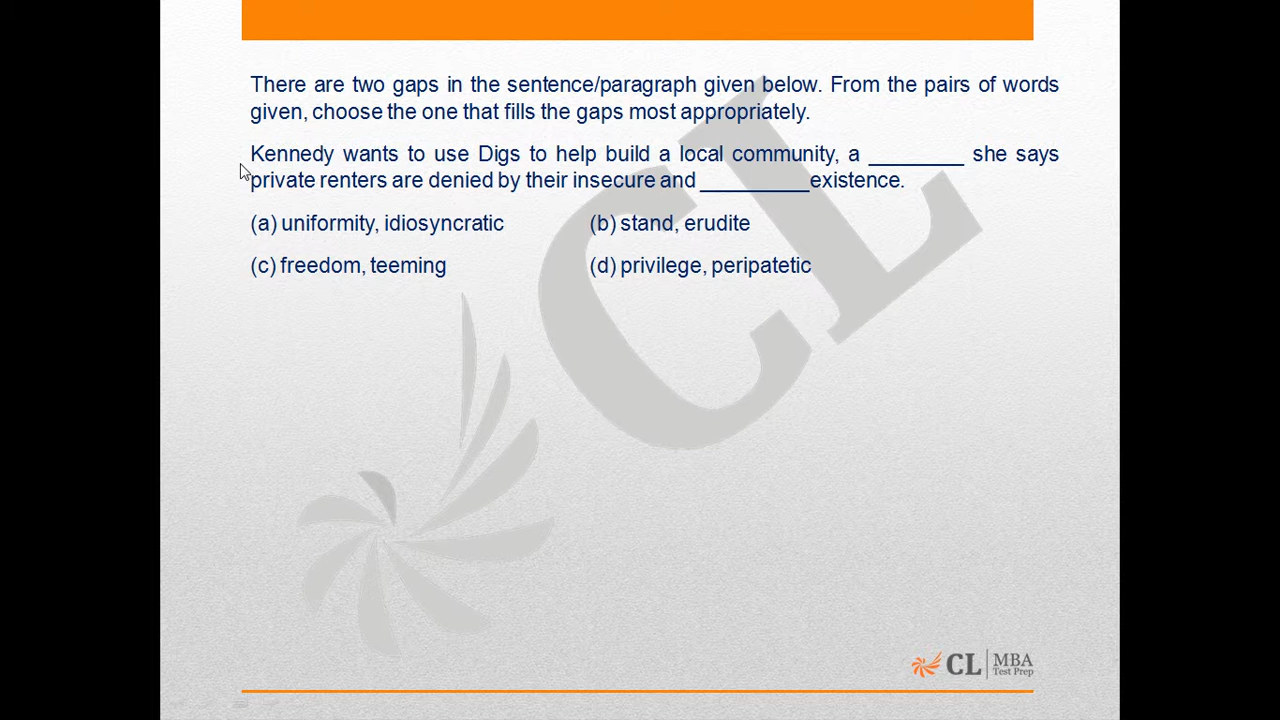 There are two gaps in the sentence/paragraph given below. From the pairs of words
given, choose the one that fills the gaps most appropriately.
Kennedy wants to use Digs to help build a local community, a ________ she says
private renters are denied by their insecure and _________existence.
(a) uniformity, idiosyncratic (b) stand, erudite
(c) freedom, teeming (d) privilege, peripatetic
CL
CL MBA
Test Prep